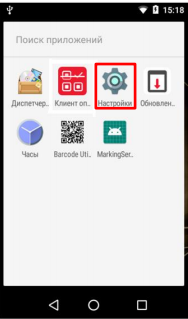 15:18
Поиск приложений
Диспетчер.. Клиент оп.. Настройки Обновлен..
Часы Barcode Uti.. MarkingSer..